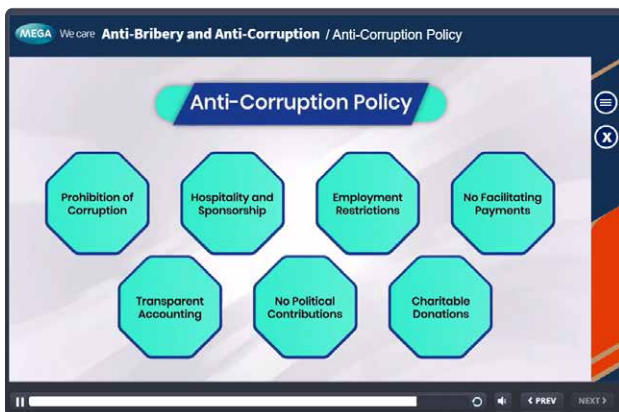 MEGA We care Anti-Bribery and Anti-Corruption / Anti-Corruption Policy
Anti-Corruption Policy
Prohibition of
Corruption
Hospitality and
Sponsorship
Employment
Restrictions
No Facilitating
Payments
Transparent
Accounting
No Political
Contributions
Charitable
Donations
X
< PREV
NEXT >